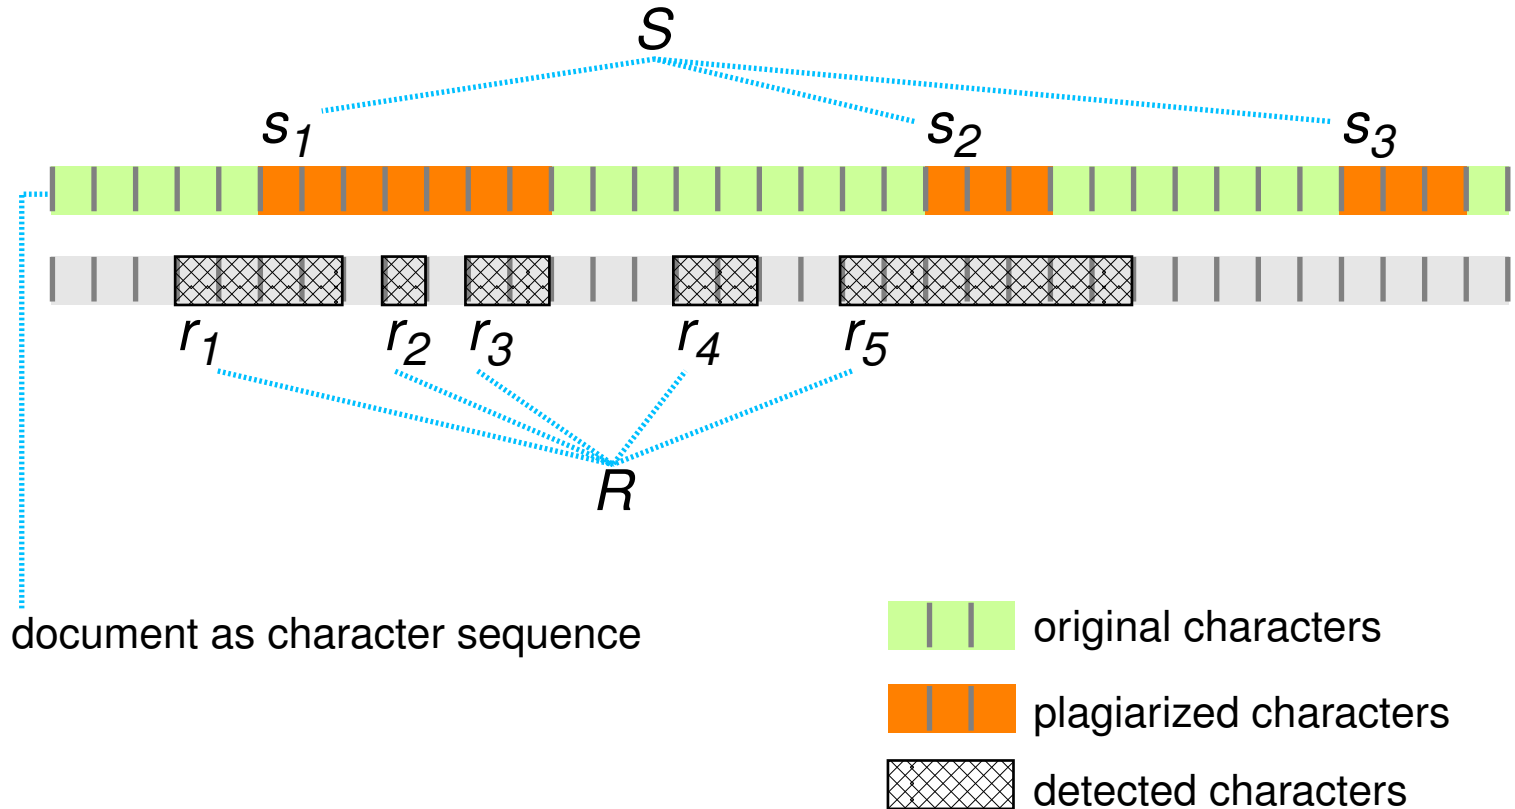 S
s1 s2 s3
r1 r2 r3 r4 r5
R
document as character sequence
original characters
plagiarized characters
detected characters